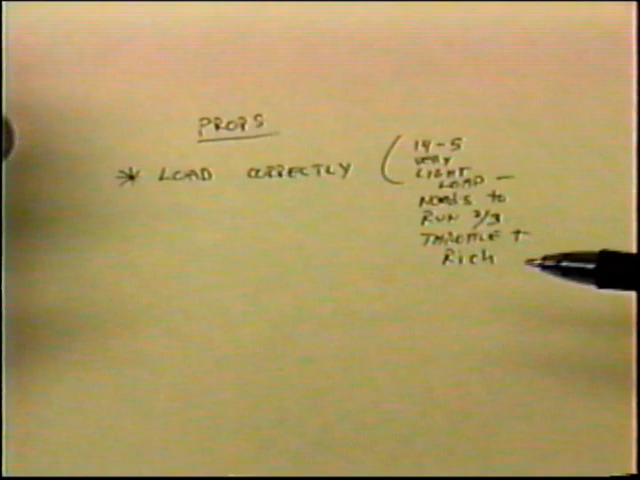 PROPS
* LOAD CORRECTLY
( 14-5
VERY
LIGHT
LOAD -
NEEDS to
RUN 2/3
THROTTLE +
RICH